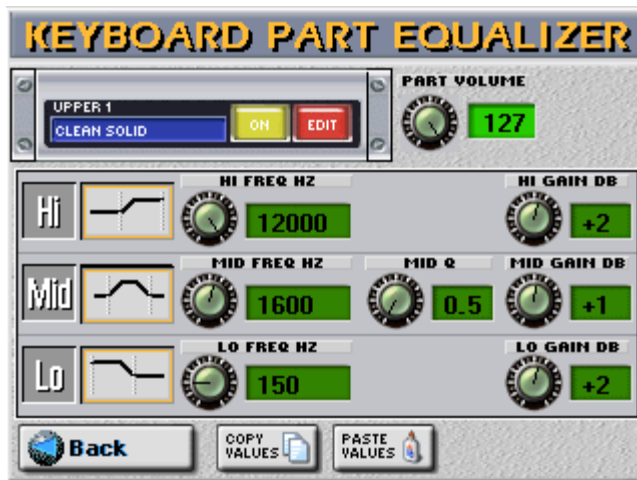 KEYBOARD PART EQUALIZER
PART VOLUME
UPPER 1
CLEAN SOLID
ON
EDIT
127
HI FREQ HZ
HI GAIN DB
Hi
12000
+2
MID FREQ HZ
MID Q
MID GAIN DB
Mid
1600
0.5
+1
LO FREQ HZ
LO GAIN DB
Lo
150
+2
Back
COPY
VALUES
PASTE
VALUES